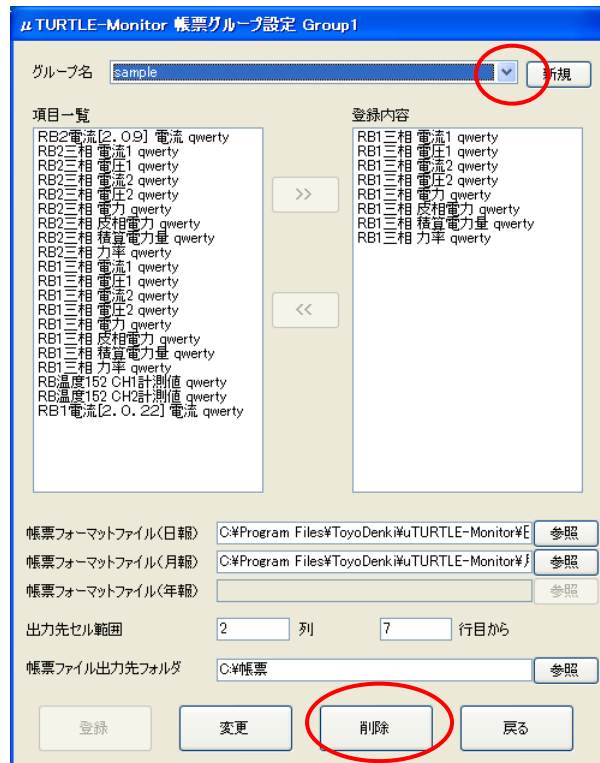 μTURTLE-Monitor 帳票グループ設定 Group1
グループ名 sample 新規
項目一覧
RB2電流[2.0.9] 電流 qwerty
RB2三相 電流1 qwerty
RB2三相 電圧1 qwerty
RB2三相 電流2 qwerty
RB2三相 電圧2 qwerty
RB2三相 電力 qwerty
RB2三相 皮相電力 qwerty
RB2三相 積算電力量 qwerty
RB2三相 力率 qwerty
RB1三相 電流1 qwerty
RB1三相 電圧1 qwerty
RB1三相 電流2 qwerty
RB1三相 電圧2 qwerty
RB1三相 電力 qwerty
RB1三相 皮相電力 qwerty
RB1三相 積算電力量 qwerty
RB1三相 力率 qwerty
RB温度152 CH1計測値 qwerty
RB温度152 CH2計測値 qwerty
RB1電流[2.0.22] 電流 qwerty
>>
<<
登録内容
RB1三相 電流1 qwerty
RB1三相 電圧1 qwerty
RB1三相 電流2 qwerty
RB1三相 電圧2 qwerty
RB1三相 電力 qwerty
RB1三相 皮相電力 qwerty
RB1三相 積算電力量 qwerty
RB1三相 力率 qwerty
帳票フォーマットファイル(日報) C:¥Program Files¥ToyoDenki¥uTURTLE-Monitor¥ 参照
帳票フォーマットファイル(月報) C:¥Program Files¥ToyoDenki¥uTURTLE-Monitor¥ 参照
帳票フォーマットファイル(年報) 参照
出力先セル範囲 2 列 7 行目から
帳票ファイル出力先フォルダ C:¥帳票 参照
登録 変更 削除 戻る